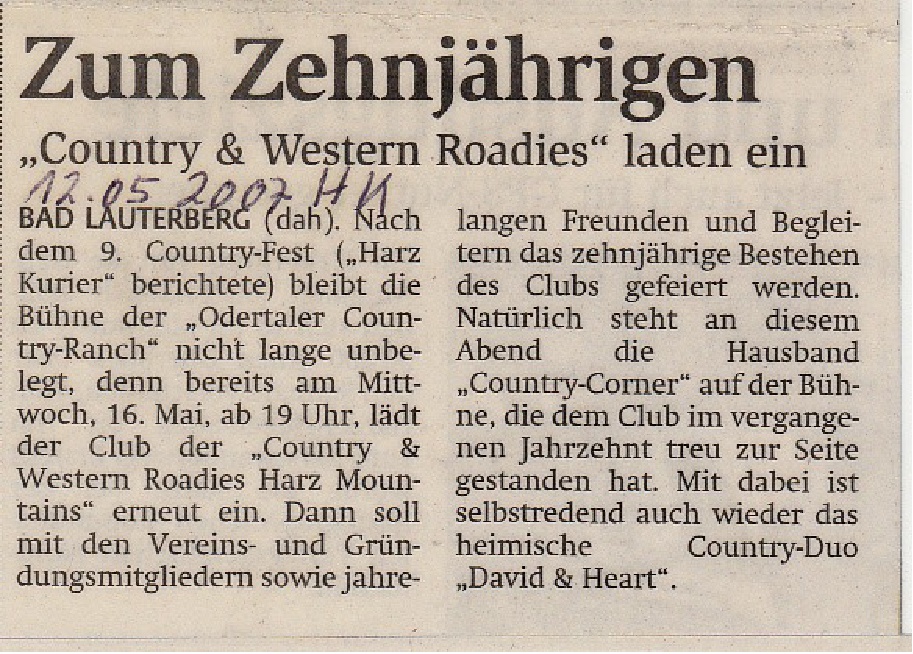 Zum Zehnjährigen
„Country & Western Roadies“ laden ein
12.05 2007 HK
BAD LAUTERBERG (dah). Nach
dem 9. Country-Fest („Harz
Kurier“ berichtete) bleibt die
Bühne der „Odertaler Coun-
try-Ranch“ nicht lange unbe-
legt, denn bereits am Mitt-
woch, 16. Mai, ab 19 Uhr, lädt
der Club der „Country &
Western Roadies Harz Moun-
tains“ erneut ein. Dann soll
mit den Vereins- und Grün-
dungsmitgliedern sowie jahre-
langen Freunden und Beglei-
tern das zehnjährige Bestehen
des Clubs gefeiert werden.
Natürlich steht an diesem
Abend die Hausband
„Country-Corner“ auf der Büh-
ne, die dem Club im vergange-
nen Jahrzehnt treu zur Seite
gestanden hat. Mit dabei ist
selbstredend auch wieder das
heimische Country-Duo
„David & Heart“.